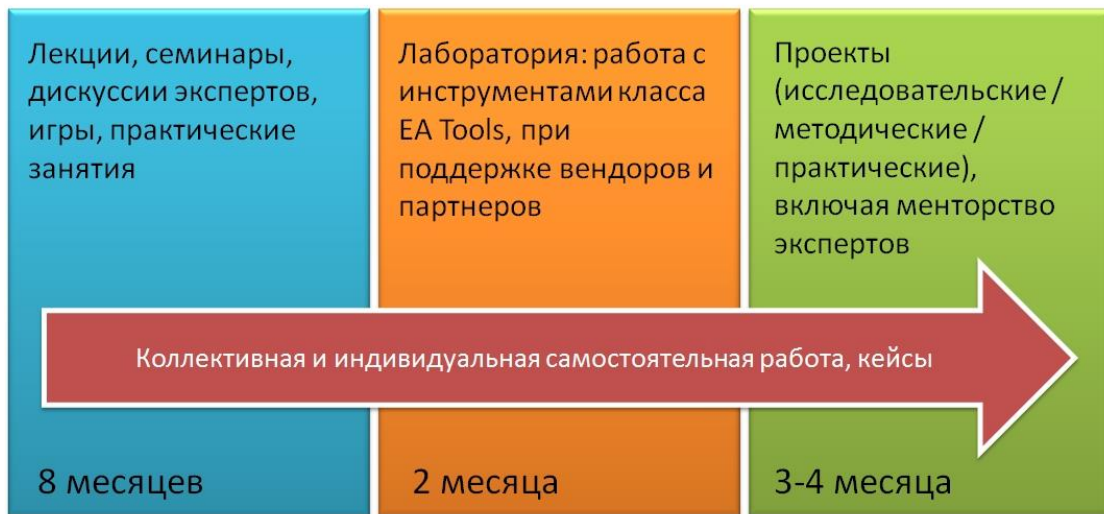 Лекции, семинары,
дискуссии экспертов,
игры, практические
занятия
Лаборатория: работа с
инструментами класса
EA Tools, при
поддержке вендоров и
партнеров
Проекты
(исследовательские /
методические /
практические),
включая менторство
экспертов
Коллективная и индивидуальная самостоятельная работа, кейсы
8 месяцев
2 месяца
3-4 месяца